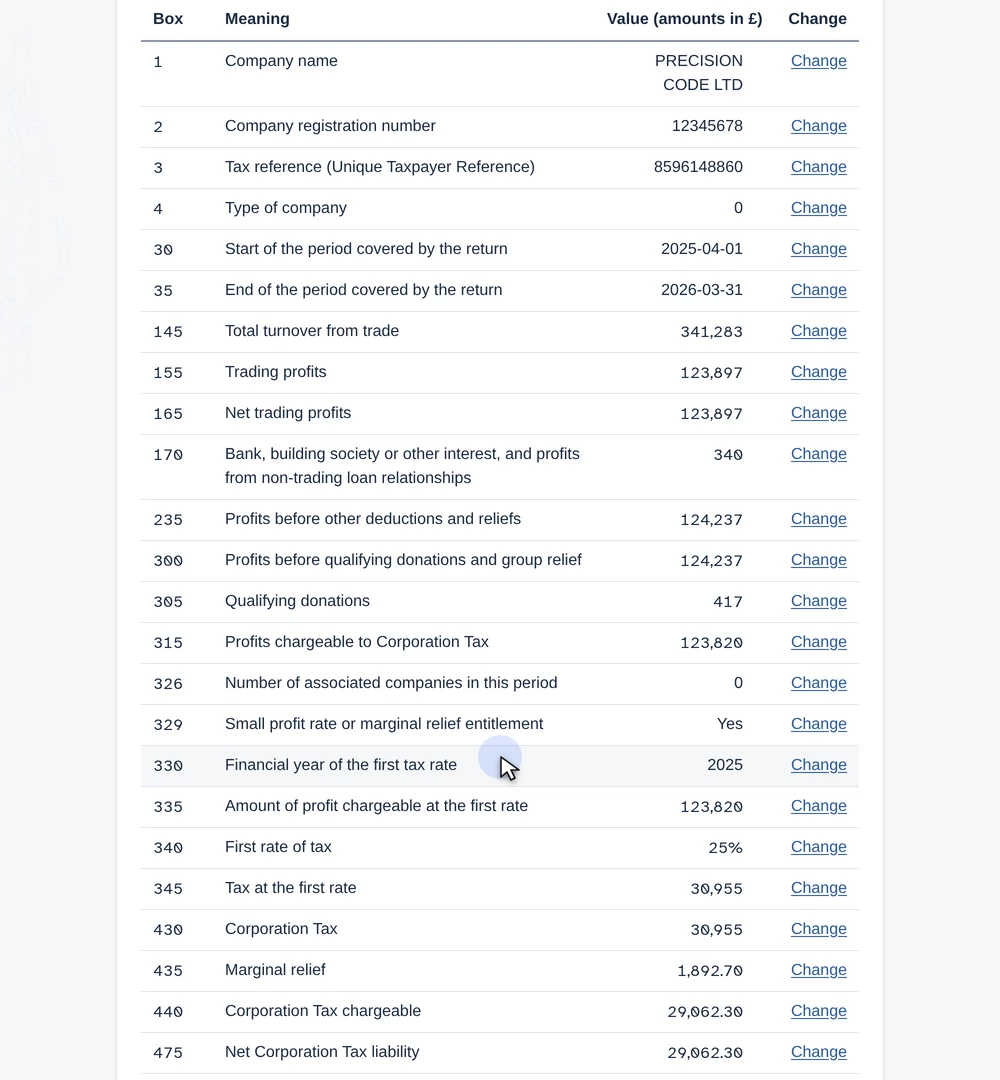 Box Meaning Value (amounts in £) Change
1 Company name PRECISION CODE LTD Change
2 Company registration number 12345678 Change
3 Tax reference (Unique Taxpayer Reference) 8596148860 Change
4 Type of company 0 Change
30 Start of the period covered by the return 2025-04-01 Change
35 End of the period covered by the return 2026-03-31 Change
145 Total turnover from trade 341,283 Change
155 Trading profits 123,897 Change
165 Net trading profits 123,897 Change
170 Bank, building society or other interest, and profits 340 Change
from non-trading loan relationships
235 Profits before other deductions and reliefs 124,237 Change
300 Profits before qualifying donations and group relief 124,237 Change
305 Qualifying donations 417 Change
315 Profits chargeable to Corporation Tax 123,820 Change
326 Number of associated companies in this period 0 Change
329 Small profit rate or marginal relief entitlement Yes Change
330 Financial year of the first tax rate 2025 Change
335 Amount of profit chargeable at the first rate 123,820 Change
340 First rate of tax 25% Change
345 Tax at the first rate 30,955 Change
430 Corporation Tax 30,955 Change
435 Marginal relief 1,892.70 Change
440 Corporation Tax chargeable 29,062.30 Change
475 Net Corporation Tax liability 29,062.30 Change